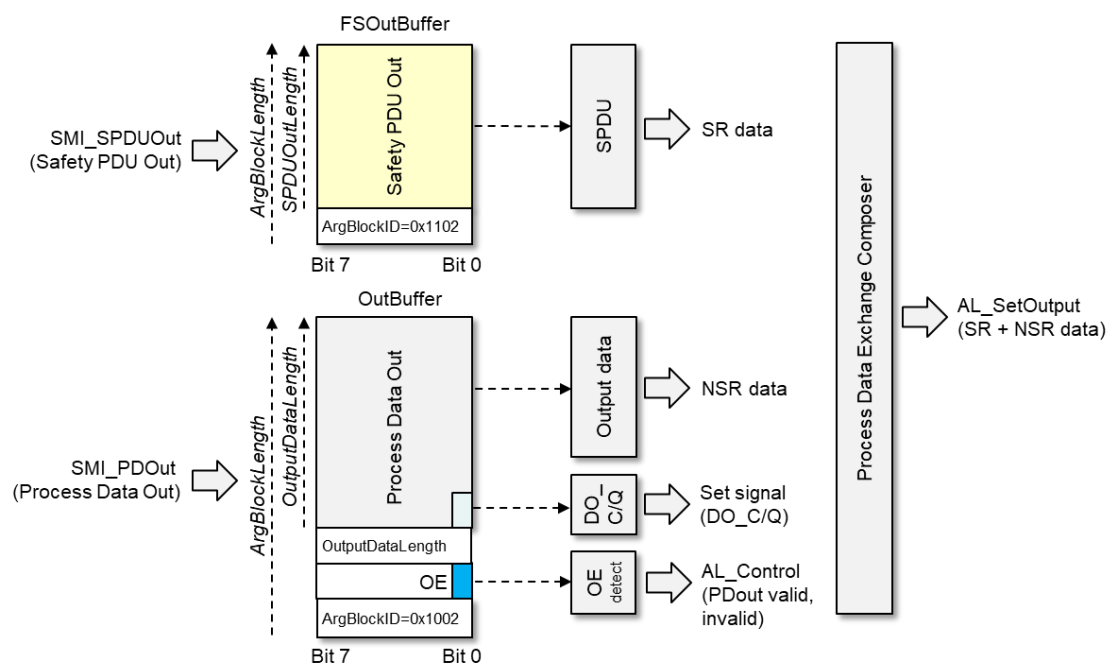 FSOutBuffer
ArgBlockLength
SPDUOutLength
Safety PDU Out
SPDU
SMI_SPDUOut
(Safety PDU Out)
SR data
ArgBlockID=0x1102
Bit 7
Bit 0
OutBuffer
ArgBlockLength
OutputDataLength
Process Data Out
Output data
NSR data
SMI_PDOut
(Process Data Out)
DO_
C/Q
Set signal
(DO_C/Q)
OutputDataLength
OE
OE
detect
AL_Control
(PDout valid,
invalid)
ArgBlockID=0x1002
Bit 7
Bit 0
Process Data Exchange Composer
AL_SetOutput
(SR + NSR data)